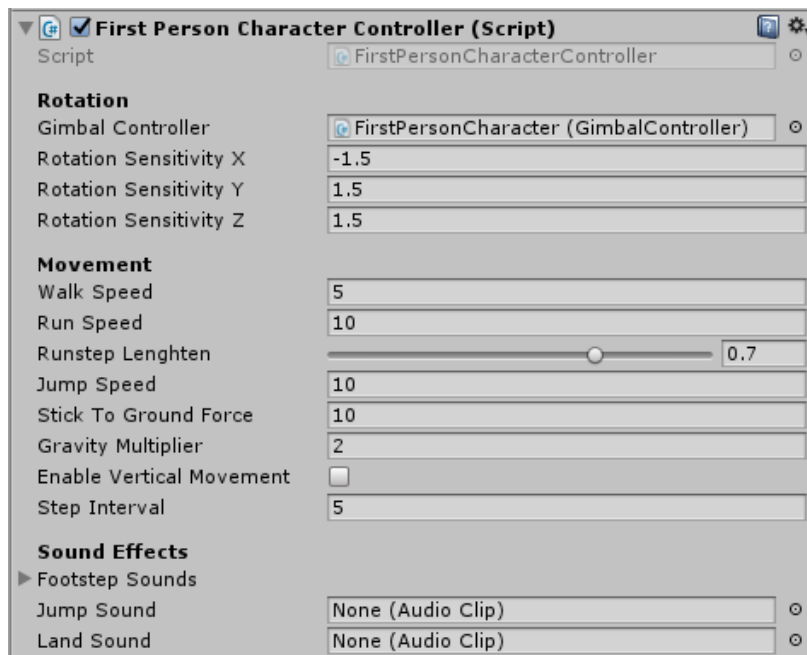 First Person Character Controller (Script)
Script FirstPersonCharacterController
Rotation
Gimbal Controller FirstPersonCharacter (GimbalController)
Rotation Sensitivity X -1.5
Rotation Sensitivity Y 1.5
Rotation Sensitivity Z 1.5
Movement
Walk Speed 5
Run Speed 10
Runstep Lenghten 0.7
Jump Speed 10
Stick To Ground Force 10
Gravity Multiplier 2
Enable Vertical Movement
Step Interval 5
Sound Effects
Footstep Sounds
Jump Sound None (Audio Clip)
Land Sound None (Audio Clip)